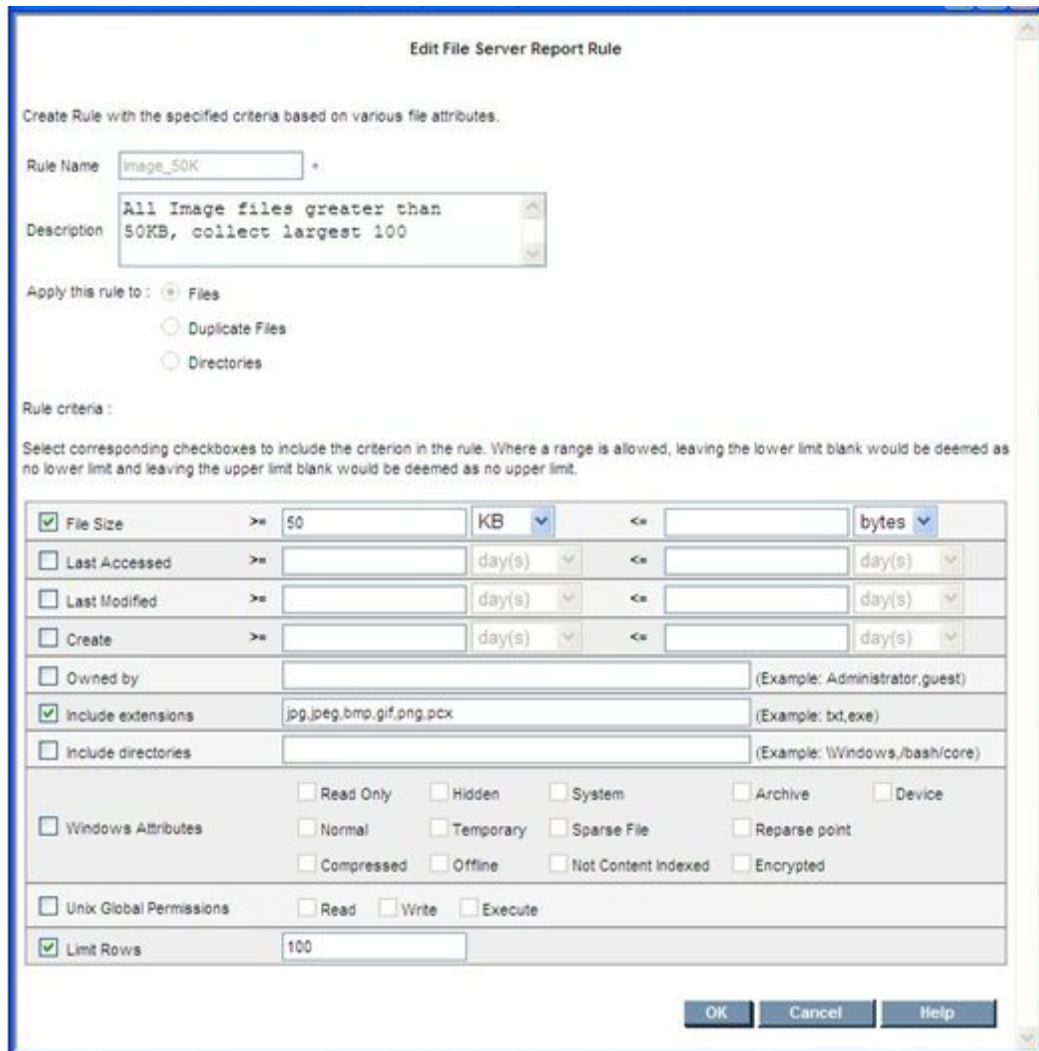 Edit File Server Report Rule
Create Rule with the specified criteria based on various file attributes.
Rule Name Image_50K *
Description All Image files greater than
50KB, collect largest 100
Apply this rule to : Files
Duplicate Files
Directories
Rule criteria :
Select corresponding checkboxes to include the criterion in the rule. Where a range is allowed, leaving the lower limit blank would be deemed as
no lower limit and leaving the upper limit blank would be deemed as no upper limit.
File Size >= 50 KB <= bytes
Last Accessed >= day(s) <= day(s)
Last Modified >= day(s) <= day(s)
Create >= day(s) <= day(s)
Owned by (Example: Administrator,guest)
Include extensions jpg,jpeg,bmp,gif,png,pcx (Example: txt,exe)
Include directories (Example: \\Windows,/bash/core)
Read Only Hidden System Archive Device
Windows Attributes Normal Temporary Sparse File Reparse point
Compressed Offline Not Content Indexed Encrypted
Unix Global Permissions Read Write Execute
Limit Rows 100
OK Cancel Help